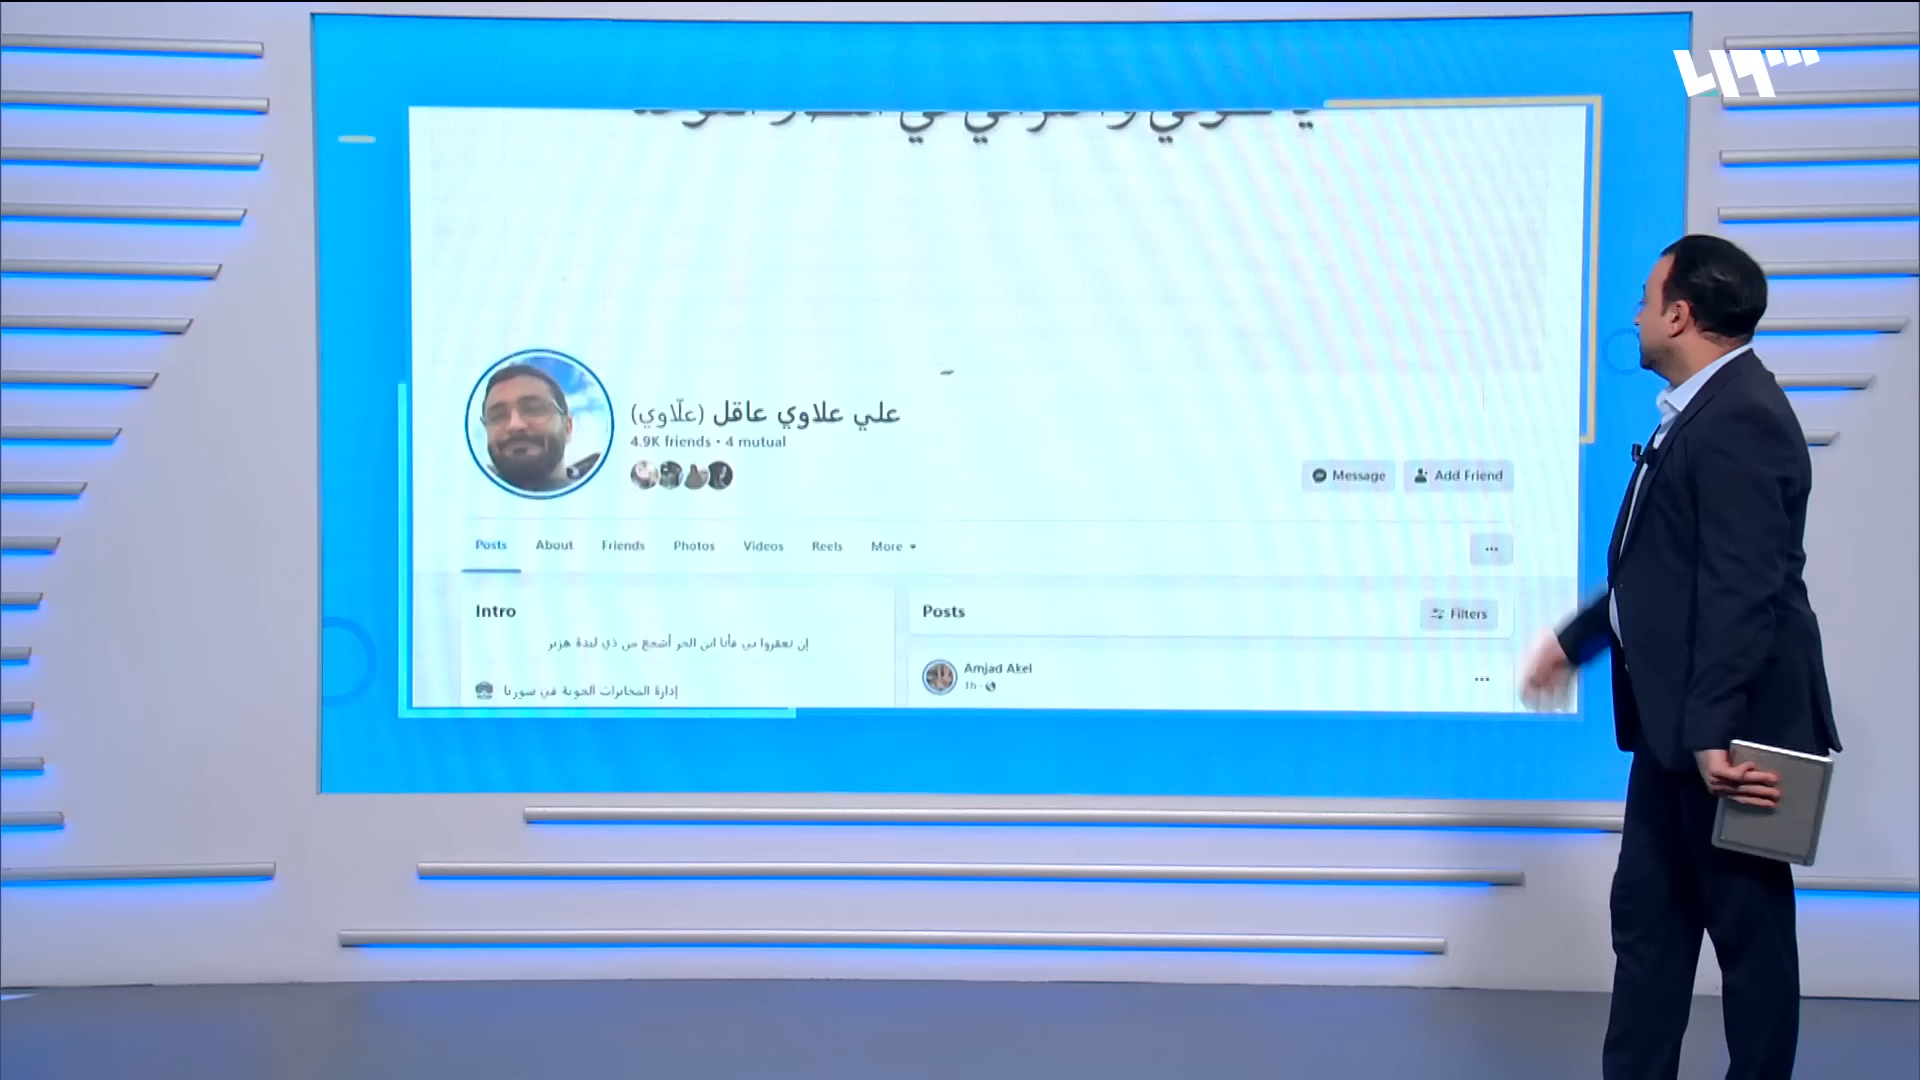 علي علاوي عاقل (علّاوي)
4.9K friends • 4 mutual
Message
Add Friend
Posts
About
Friends
Photos
Videos
Reels
More
Intro
إن تعقروا بي فأنا ابن الحر أشجع من ذي لبدة هزبر
إدارة المخابرات الجوية في سوريا
Posts
Filters
Amjad Akel
1h